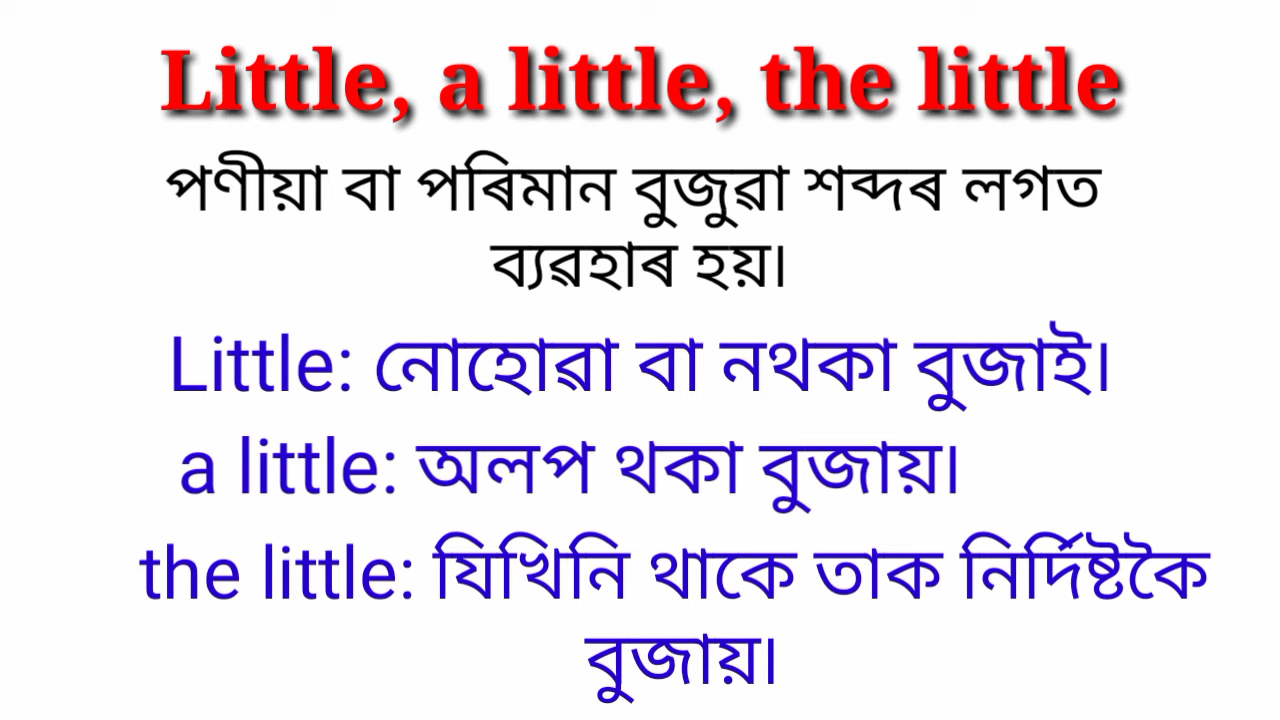 Little, a little, the little
পণীয়া বা পৰিমান বুজুৱা শব্দৰ লগত
ব্যৱহাৰ হয়।
Little: নোহোৱা বা নথকা বুজাই।
a little: অলপ থকা বুজায়।
the little: যিখিনি থাকে তাক নিৰ্দিষ্টকৈ
বুজায়।